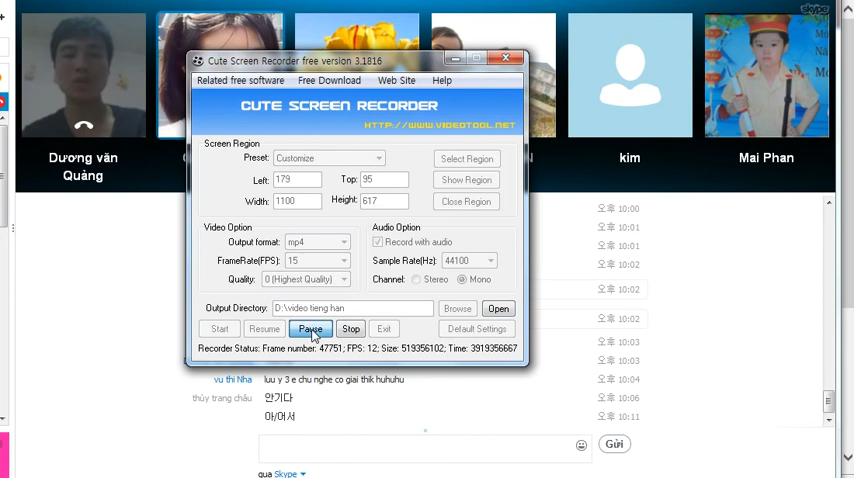 skype
Cute Screen Recorder free version 3.1816
Related free software Free Download Web Site Help
CUTE SCREEN RECORDER
HTTP://WWW.VIDEOTOOL.NET
Screen Region
Preset: Customize Select Region
Left: 179 Top: 95 Show Region
Width: 1100 Height: 617 Close Region
Video Option Audio Option
Output format: mp4 Record with audio
FrameRate(FPS): 15 Sample Rate(Hz): 44100
Quality: 0 (Highest Quality) Channel: Stereo Mono
Output Directory: D:\video tieng han Browse Open
Start Resume Pause Stop Exit Default Settings
Recorder Status: Frame number: 47751; FPS: 12; Size: 519356102; Time: 3919356667
Dương văn
Quảng
kim
Mai Phan
오후 10:00
오후 10:01
오후 10:01
오후 10:02
오후 10:02
오후 10:02
오후 10:03
오후 10:03
vu thi Nha luu y 3 e chu nghe co giai thik huhuhu 오후 10:04
thùy trang châu 안기다 오후 10:06
아/어서 오후 10:11
Gửi
qua Skype